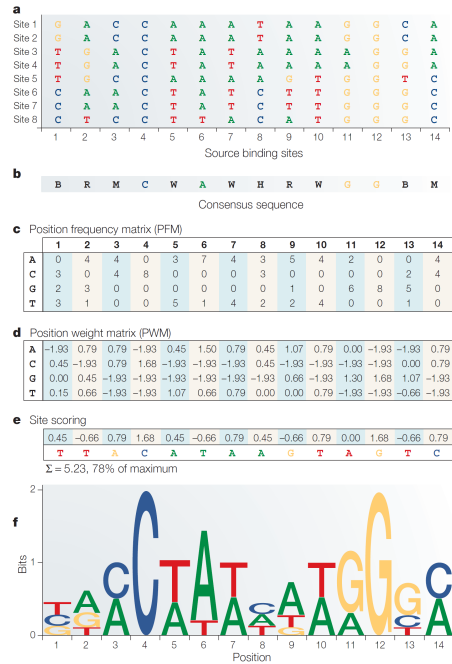 a
Site 1 G A C C A A A T A A G G C A
Site 2 G A C C A A A T A A G G C A
Site 3 T G A C T A T A A A A G G A
Site 4 T G A C T A T A A A A G G A
Site 5 T G C C A A A A G T G G T C
Site 6 C A A C T A T C T T G G G C
Site 7 C A A C T A T C T T G G G C
Site 8 C T C C T T A C A T G G G C
1 2 3 4 5 6 7 8 9 10 11 12 13 14
Source binding sites
b
B R M C W A W H R W G G B M
Consensus sequence
c Position frequency matrix (PFM)
1 2 3 4 5 6 7 8 9 10 11 12 13 14
A 0 4 4 0 3 7 4 3 5 4 2 0 0 4
C 3 0 4 8 0 0 0 3 0 0 0 0 2 4
G 2 3 0 0 0 0 0 0 1 0 6 8 5 0
T 3 1 0 0 5 1 4 2 2 4 0 0 1 0
d Position weight matrix (PWM)
A −1.93 0.79 0.79 −1.93 0.45 1.50 0.79 0.45 1.07 0.79 0.00 −1.93 −1.93 0.79
C 0.45 −1.93 0.79 1.68 −1.93 −1.93 −1.93 0.45 −1.93 −1.93 −1.93 −1.93 0.00 0.79
G 0.00 0.45 −1.93 −1.93 −1.93 −1.93 −1.93 −1.93 −0.66 −1.93 1.30 1.68 1.07 −1.93
T 0.15 0.66 −1.93 −1.93 1.07 0.66 0.79 0.00 0.00 0.79 −1.93 −1.93 −0.66 −1.93
e Site scoring
0.45 −0.66 0.79 1.68 0.45 −0.66 0.79 0.45 −0.66 0.79 0.00 1.68 −0.66 0.79
T T A C A T A A G T A G T C
Σ = 5.23, 78% of maximum
f
2
1
0
Bits
1 2 3 4 5 6 7 8 9 10 11 12 13 14
Position